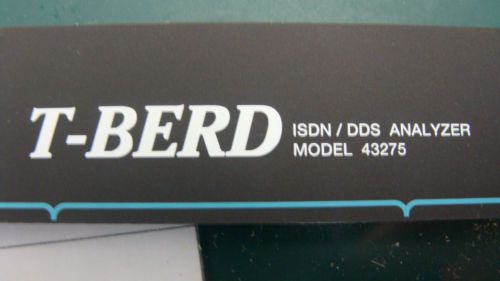 T-BERD
ISDN / DDS ANALYZER
MODEL 43275